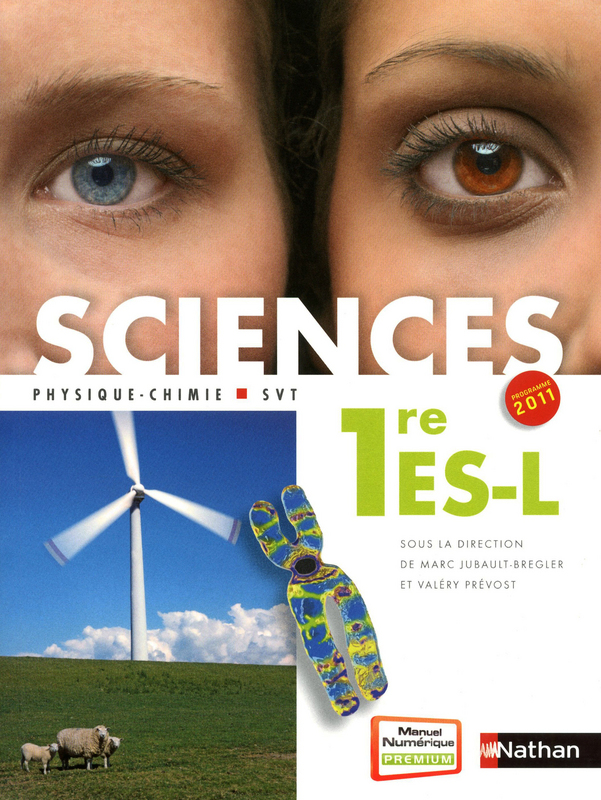 SCIENCES
PHYSIQUE-CHIMIE ■ SVT
PROGRAMME
2011
1re
ES-L
SOUS LA DIRECTION
DE MARC JUBAULT-BREGLER
ET VALÉRY PRÉVOST
Manuel
Numérique
PREMIUM
Nathan